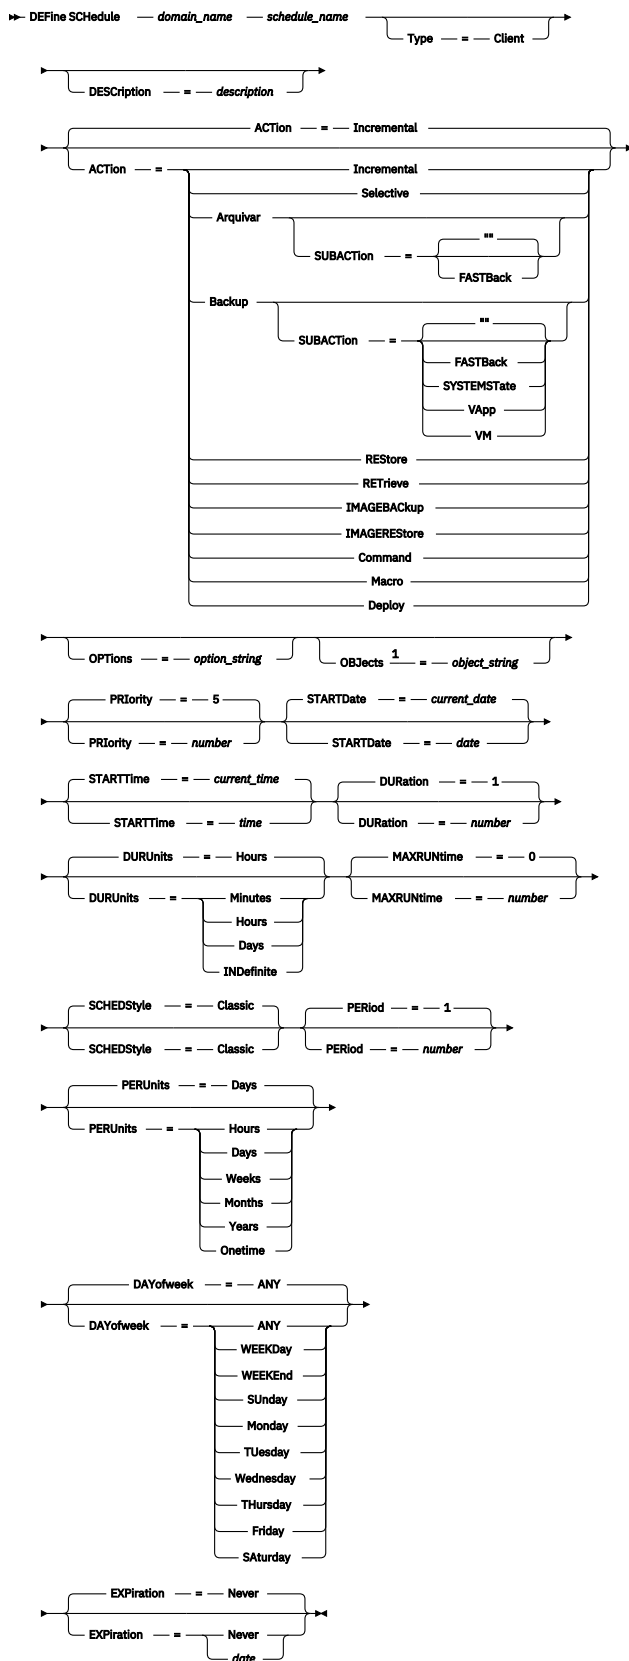 DEFine SCHedule domain_name schedule_name
Type = Client
DESCription = description
ACTion = Incremental
ACTion = Incremental
Selective
Arquivar
""
SUBACTion =
FASTBack
Backup
""
SUBACTion =
FASTBack
SYSTEMSTate
VApp
VM
REStore
RETrieve
IMAGEBACkup
IMAGEREStore
Command
Macro
Deploy
OPTions = option_string OBJects 1 = object_string
PRIority = 5 STARTDate = current_date
PRIority = number STARTDate = date
STARTTime = current_time DURation = 1
STARTTime = time DURation = number
DURUnits = Hours MAXRUNtime = 0
DURUnits = Minutes MAXRUNtime = number
Hours
Days
INDefinite
SCHEDStyle = Classic PERiod = 1
SCHEDStyle = Classic PERiod = number
PERUnits = Days
PERUnits = Hours
Days
Weeks
Months
Years
Onetime
DAYofweek = ANY
DAYofweek = ANY
WEEKDay
WEEKEnd
SUnday
Monday
TUesday
Wednesday
THursday
Friday
SAturday
EXPiration = Never
EXPiration = Never
date